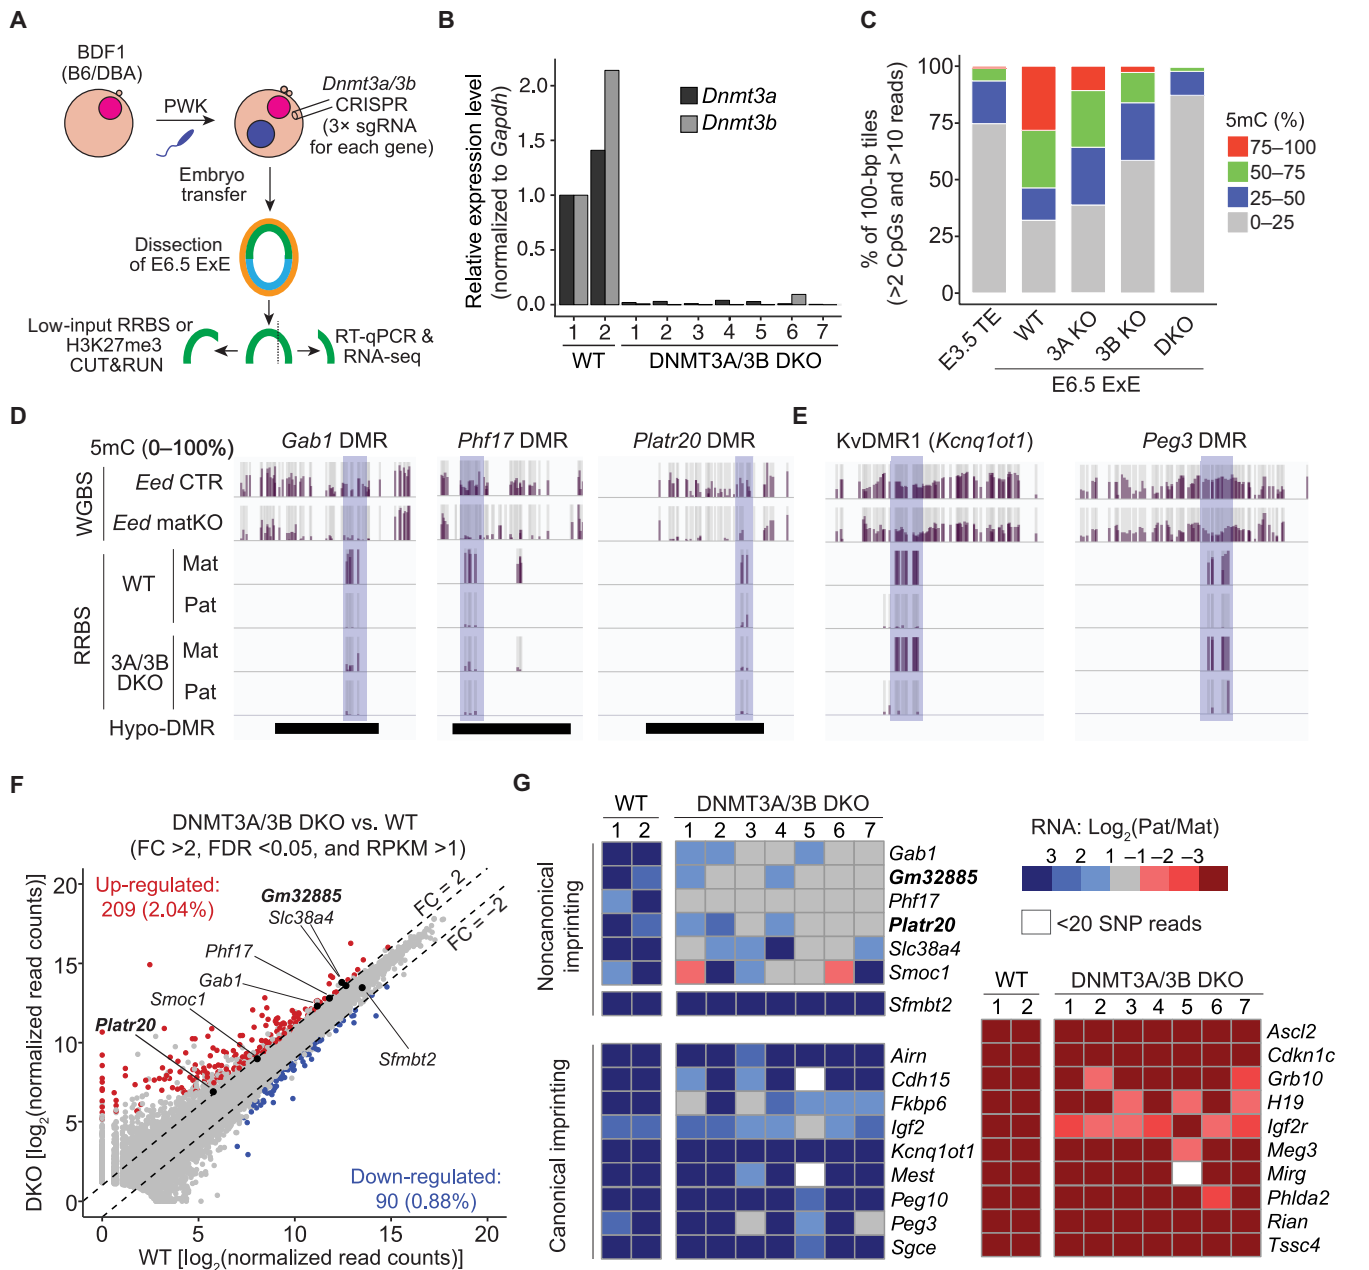 A
BDF1
(B6/DBA)
PWK
Dnmt3a/3b
CRISPR
(3× sgRNA
for each gene)
Embryo
transfer
Dissection
of E6.5 ExE
Low-input RRBS or
H3K27me3
CUT&RUN
RT-qPCR &
RNA-seq
B
Relative expression level
(normalized to Gapdh)
2.0
1.5
1.0
0.5
0.0
Dnmt3a
Dnmt3b
1 2 1 2 3 4 5 6 7
WT DNMT3A/3B DKO
C
% of 100-bp tiles
(>2 CpGs and >10 reads)
100
75
50
25
0
5mC (%)
75–100
50–75
25–50
0–25
E3.5 TE WT 3A KO 3B KO DKO
E6.5 ExE
D
5mC (0–100%)
Gab1 DMR Phf17 DMR Platr20 DMR
WGBS
Eed CTR
Eed matKO
RRBS
WT
Mat
Pat
3A/3B
DKO
Mat
Pat
Hypo-DMR
E
KvDMR1 (Kcnq1ot1) Peg3 DMR
F
DNMT3A/3B DKO vs. WT
(FC >2, FDR <0.05, and RPKM >1)
DKO [log2(normalized read counts)]
20
15
10
5
0
Up-regulated:
209 (2.04%)
Gm32885
Slc38a4
Phf17
Gab1
Smoc1
Platr20
Sfmbt2
FC = 2
FC = –2
Down-regulated:
90 (0.88%)
0 5 10 15 20
WT [log2(normalized read counts)]
G
WT DNMT3A/3B DKO
1 2 1 2 3 4 5 6 7
Noncanonical
imprinting
Gab1
Gm32885
Phf17
Platr20
Slc38a4
Smoc1
Sfmbt2
Canonical imprinting
Airn
Cdh15
Fkbp6
Igf2
Kcnq1ot1
Mest
Peg10
Peg3
Sgce
RNA: Log2(Pat/Mat)
3 2 1 –1 –2 –3
<20 SNP reads
WT DNMT3A/3B DKO
1 2 1 2 3 4 5 6 7
Ascl2
Cdkn1c
Grb10
H19
Igf2r
Meg3
Mirg
Phlda2
Rian
Tssc4